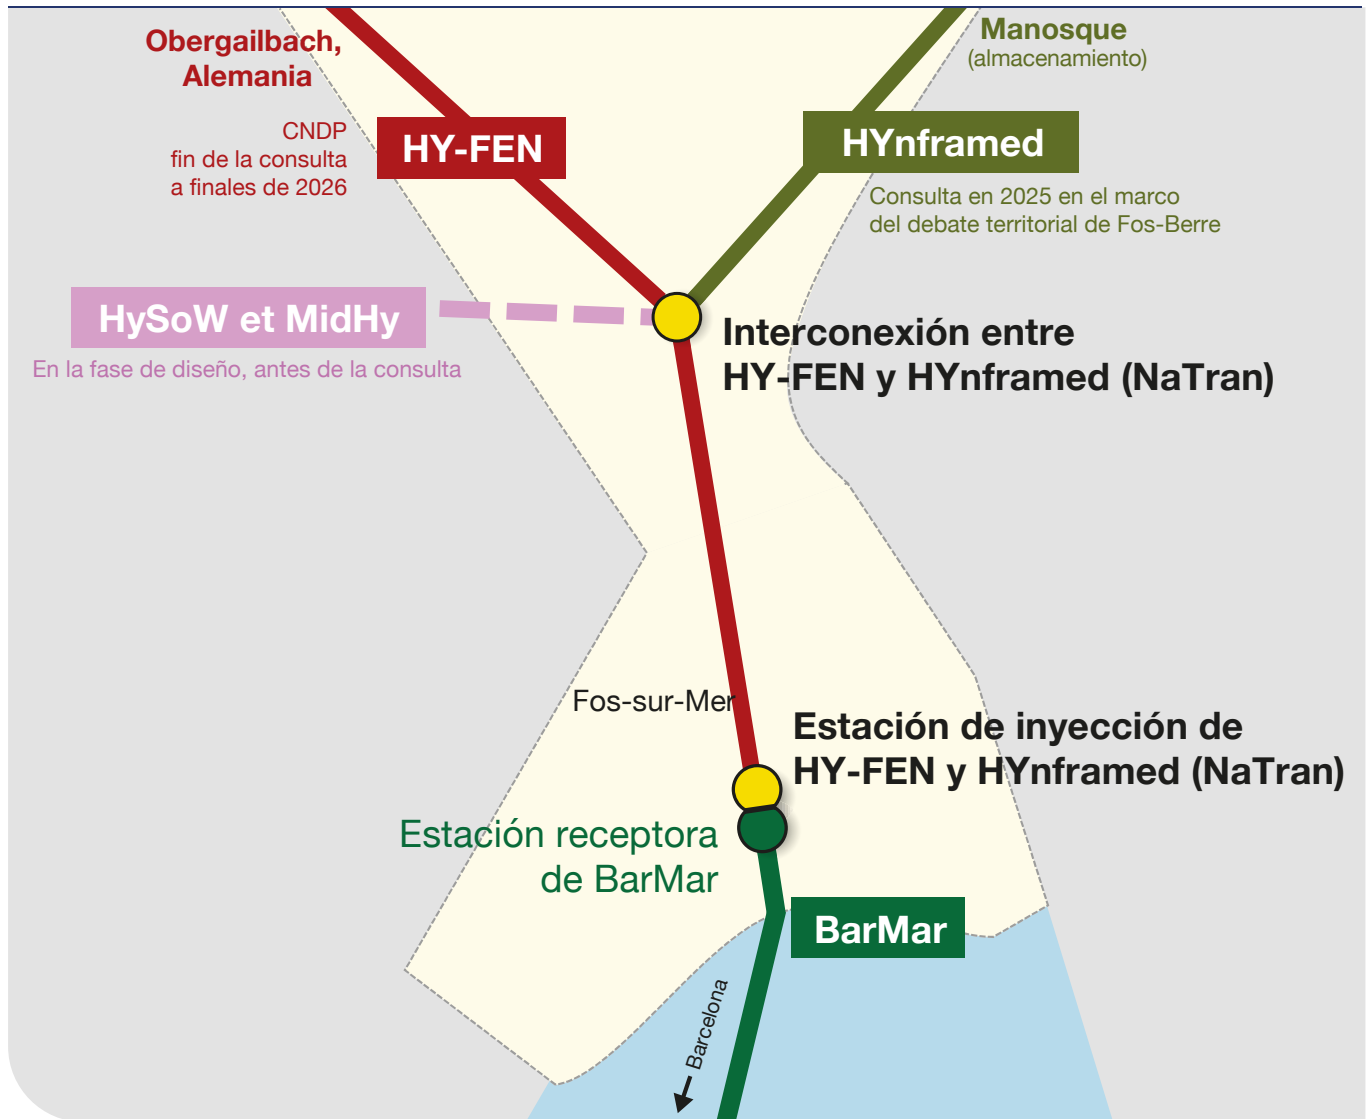 Obergailbach,
Alemania
CNDP
fin de la consulta
a finales de 2026
HY-FEN
Manosque
(almacenamiento)
HYnframed
Consulta en 2025 en el marco
del debate territorial de Fos-Berre
HySoW et MidHy
En la fase de diseño, antes de la consulta
Interconexión entre
HY-FEN y HYnframed (NaTran)
Fos-sur-Mer
Estación de inyección de
HY-FEN y HYnframed (NaTran)
Estación receptora
de BarMar
BarMar
Barcelona